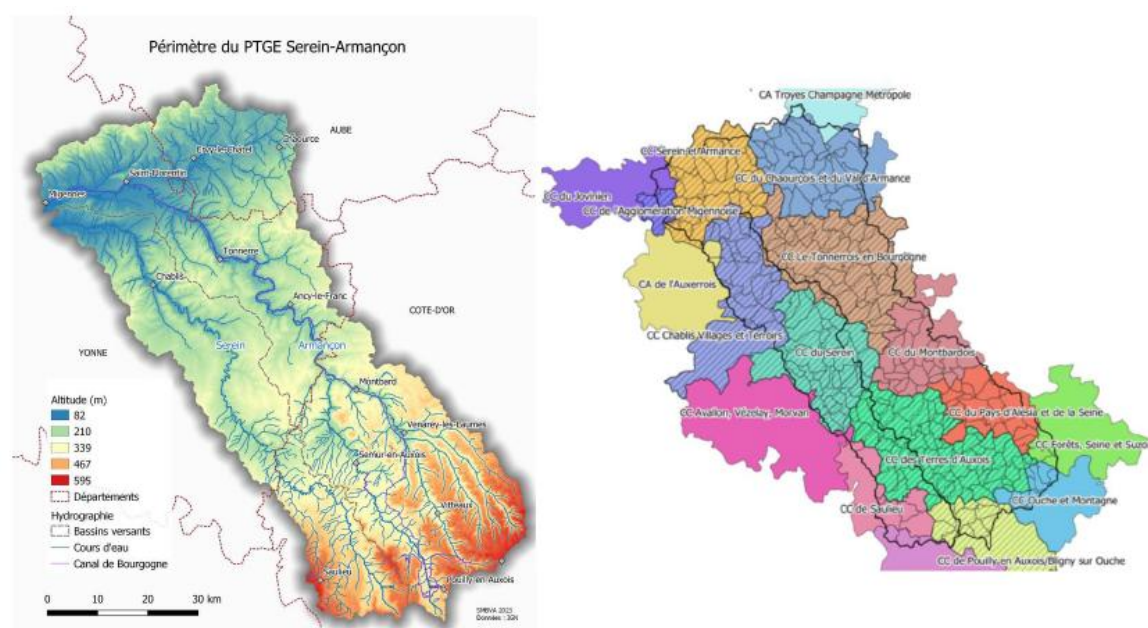 Périmètre du PTGE Serein-Armançon
AUBE
Chaource
Ervy-le-Chatel
Saint-Florentin
Migennes
Tonnerre
Chablis
Ancy-le-Franc
COTE-D'OR
YONNE
Serein
Armançon
Montbard
Venarey-les-Laumes
Semur-en-Auxois
Vitteaux
Saulieu
Pouilly-en-Auxois
Altitude (m)
82
210
339
467
595
Départements
Hydrographie
Bassins versants
Cours d'eau
Canal de Bourgogne
0 10 20 30 km
SMBVA 2023
Données : IGN
CA Troyes Champagne Métropole
CC Serein et Armance
CC du Chaourçois et du Val d'Armance
CC du Jovinien
CC de l'Agglomération Migennoise
CC Le Tonnerrois en Bourgogne
CA de l'Auxerrois
CC Chablis Villages et Terroirs
CC du Serein
CC du Montbardois
CC Avallon, Vézelay, Morvan
CC du Pays d'Alésia et de la Seine
CC Forêts, Seine et Suzon
CC des Terres d'Auxois
CC Ouche et Montagne
CC de Saulieu
CC de Pouilly en Auxois/Bligny sur Ouche